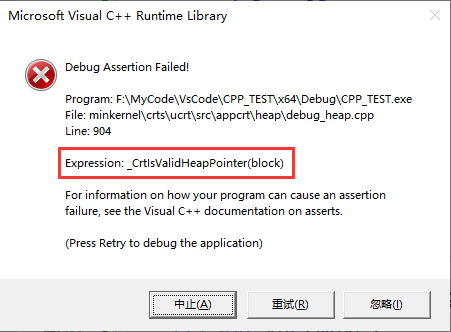 Microsoft Visual C++ Runtime Library
Debug Assertion Failed!
Program: F:\MyCode\VsCode\CPP_TEST\x64\Debug\CPP_TEST.exe
File: minkernel\crts\ucrt\src\appcrt\heap\debug_heap.cpp
Line: 904
Expression: _CrtIsValidHeapPointer(block)
For information on how your program can cause an assertion
failure, see the Visual C++ documentation on asserts.
(Press Retry to debug the application)
中止(A) 重试(R) 忽略(I)